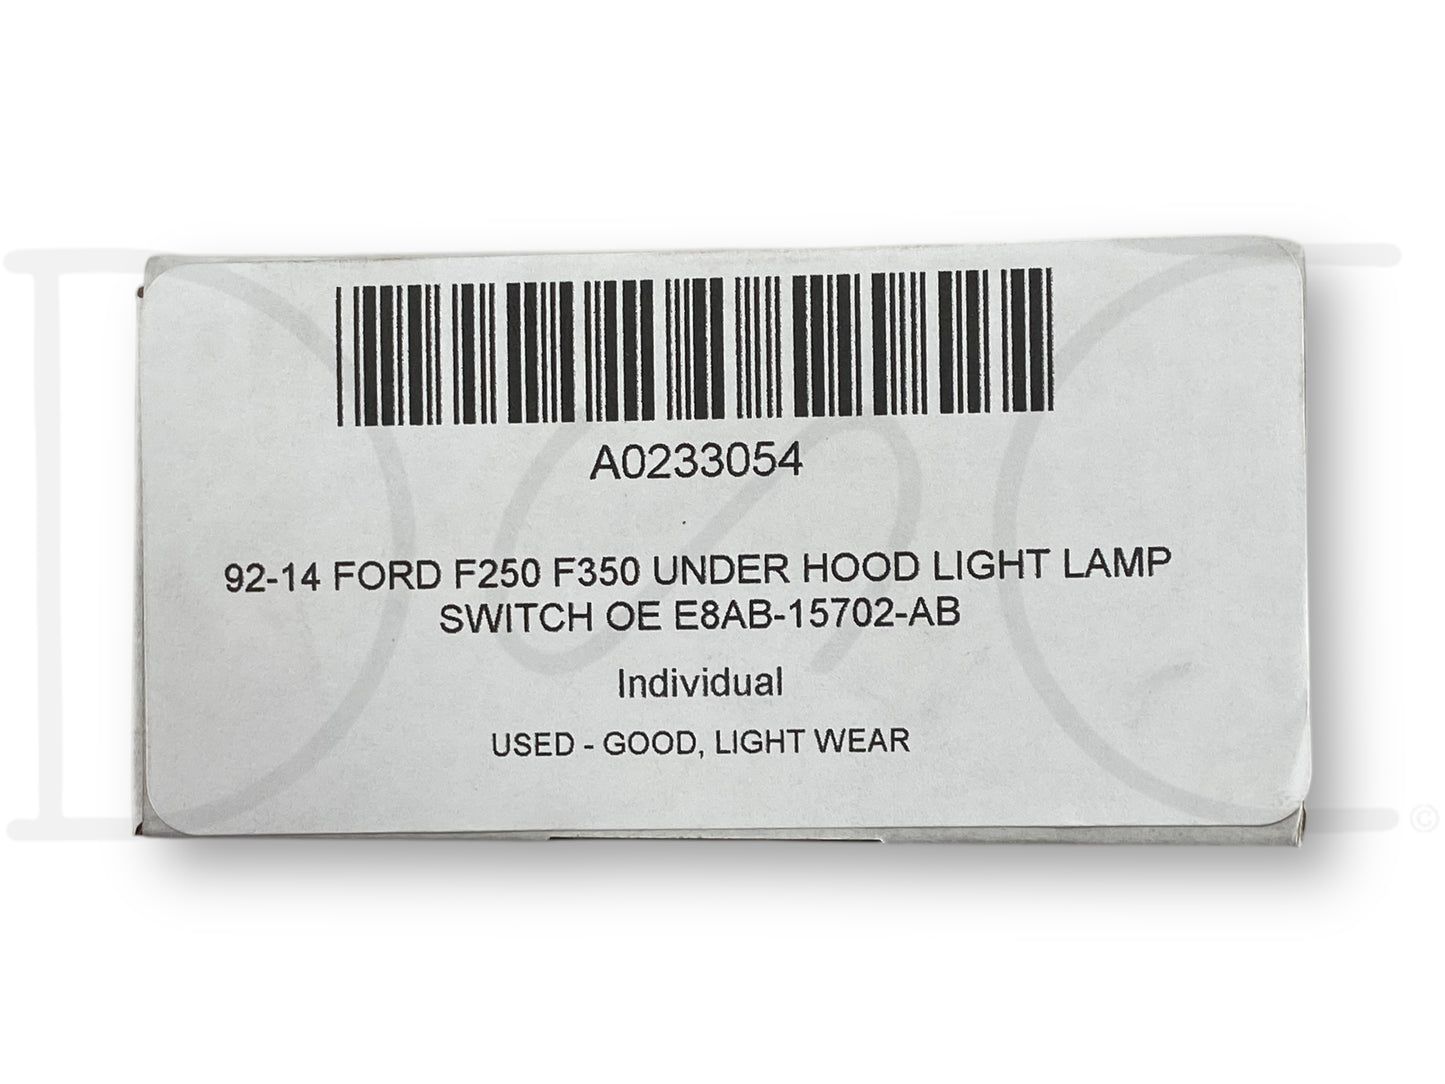 A0233054
92-14 FORD F250 F350 UNDER HOOD LIGHT LAMP
SWITCH OE E8AB-15702-AB
Individual
USED - GOOD, LIGHT WEAR
©